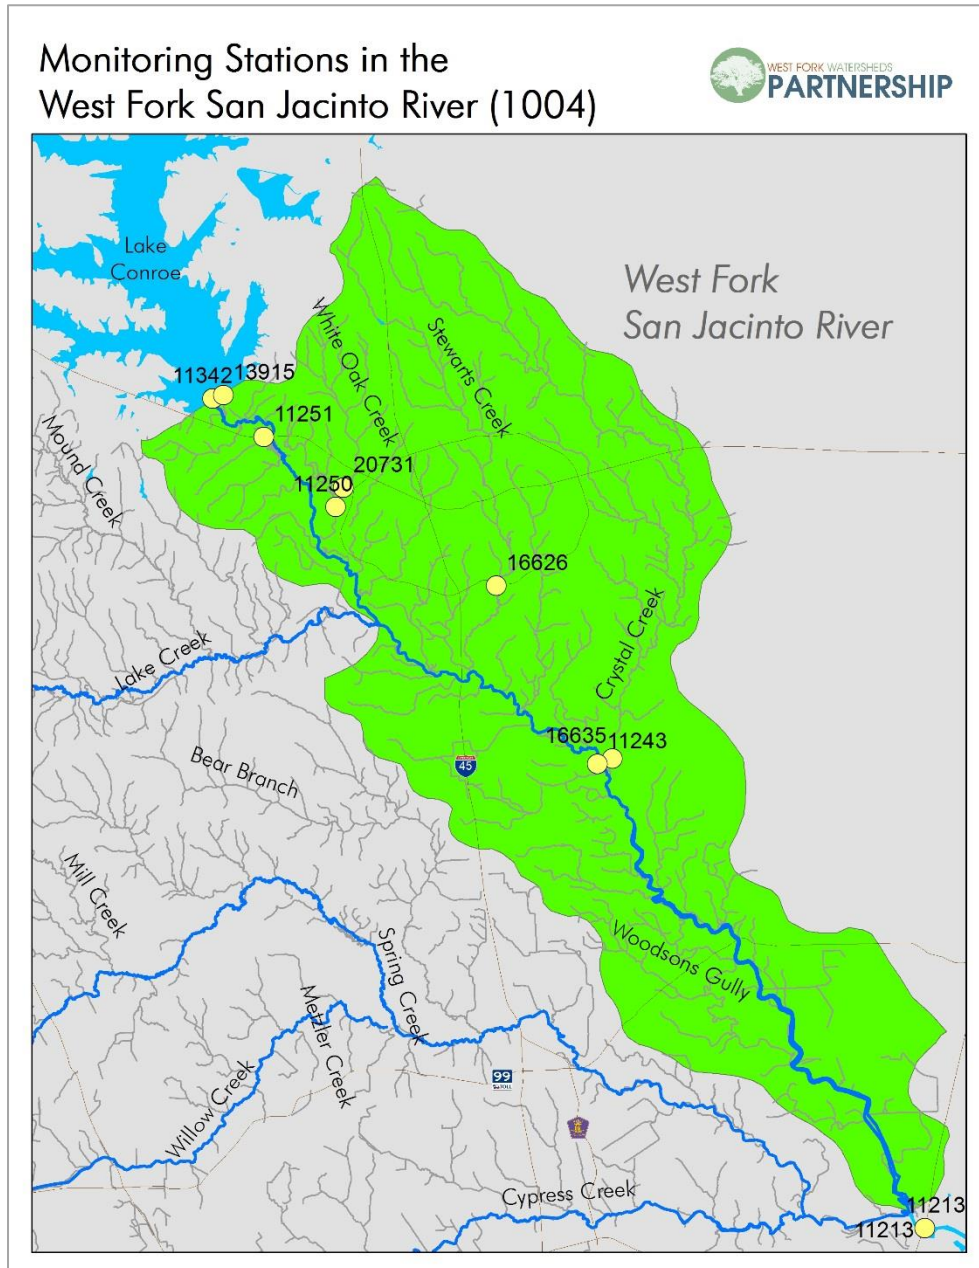 Monitoring Stations in the
West Fork San Jacinto River (1004)
WEST FORK WATERSHEDS
PARTNERSHIP
Lake
Conroe
West Fork
San Jacinto River
White Oak Creek
Stewarts Creek
11342
13915
11251
Mound Creek
20731
11250
16626
Crystal Creek
Lake Creek
16635
11243
Bear Branch
45
Mill Creek
Woodsons Gully
Spring Creek
Metzler Creek
Willow Creek
99
Cypress Creek
11213
11213